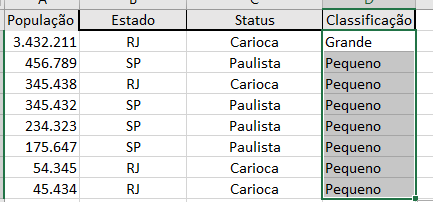 A B C D
População Estado Status Classificação
3.432.211 RJ Carioca Grande
456.789 SP Paulista Pequeno
345.438 RJ Carioca Pequeno
345.432 SP Paulista Pequeno
234.323 SP Paulista Pequeno
175.647 SP Paulista Pequeno
54.345 RJ Carioca Pequeno
45.434 RJ Carioca Pequeno